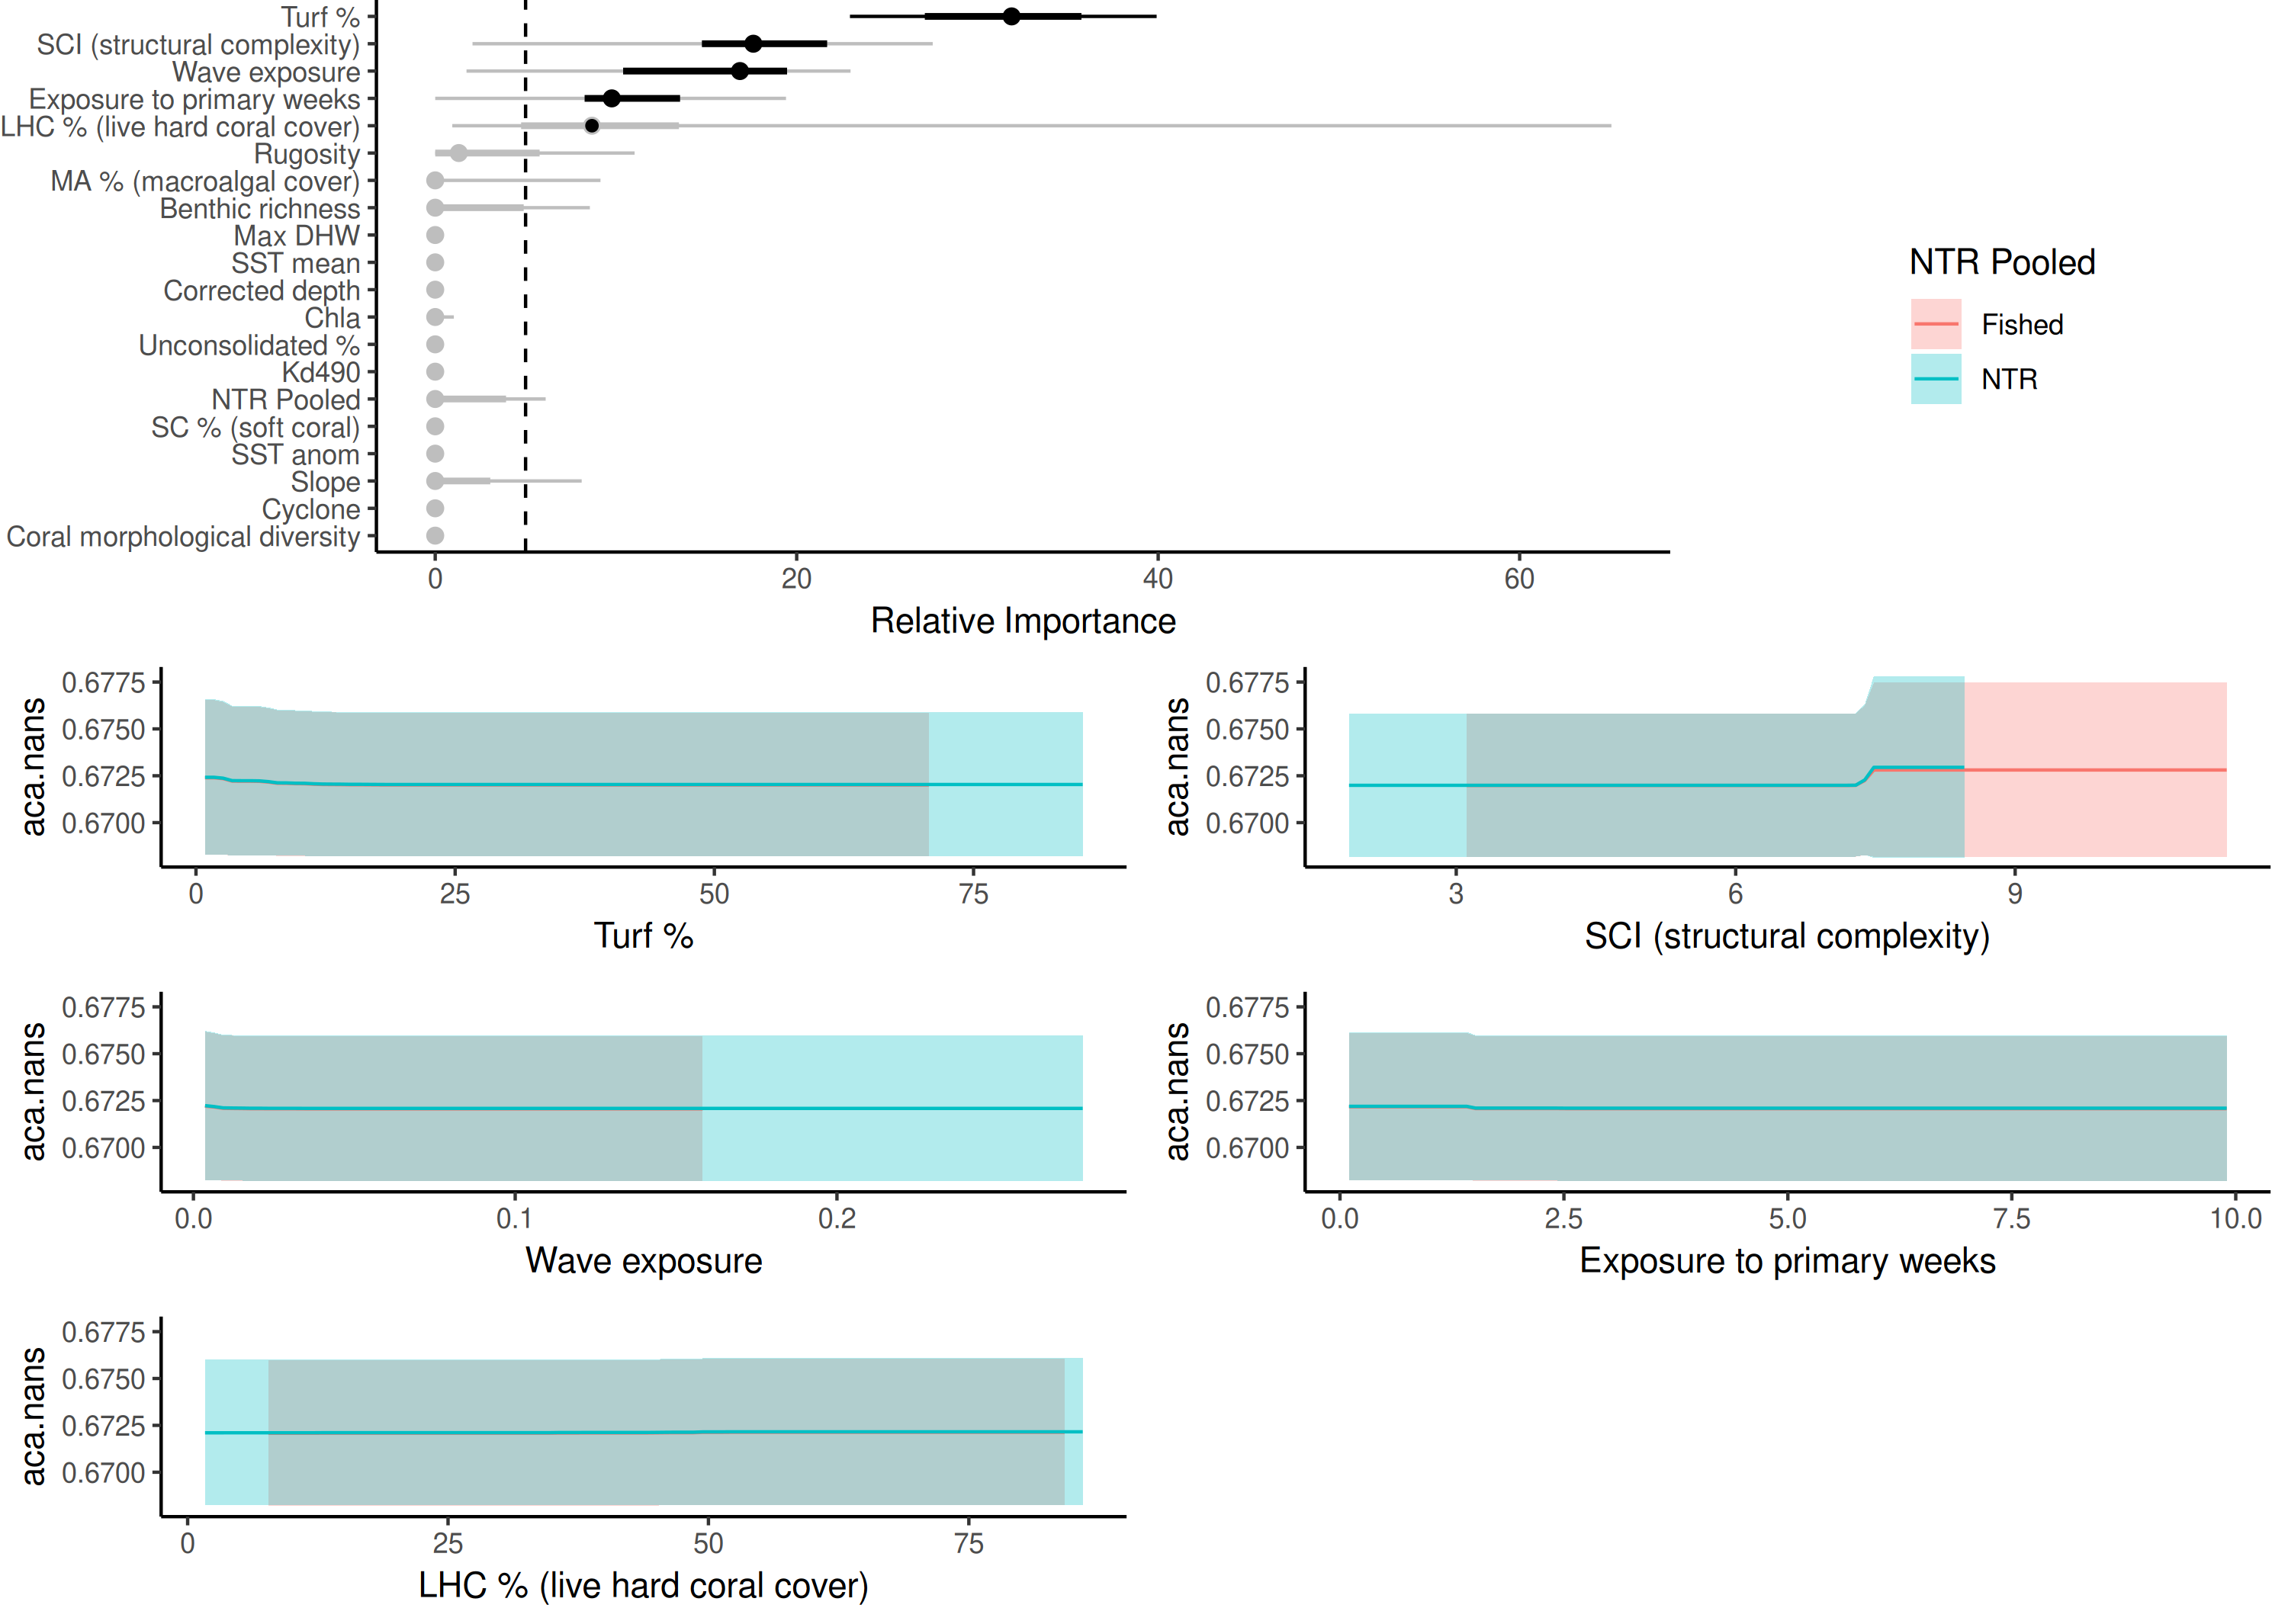 Turf %
SCI (structural complexity)
Wave exposure
Exposure to primary weeks
LHC % (live hard coral cover)
Rugosity
MA % (macroalgal cover)
Benthic richness
Max DHW
SST mean
Corrected depth
Chla
Unconsolidated %
Kd490
NTR Pooled
SC % (soft coral)
SST anom
Slope
Cyclone
Coral morphological diversity
0 20 40 60
Relative Importance
NTR Pooled
Fished
NTR
aca.nans
0.6775
0.6750
0.6725
0.6700
0 25 50 75
Turf %
aca.nans
0.6775
0.6750
0.6725
0.6700
3 6 9
SCI (structural complexity)
aca.nans
0.6775
0.6750
0.6725
0.6700
0.0 0.1 0.2
Wave exposure
aca.nans
0.6775
0.6750
0.6725
0.6700
0.0 2.5 5.0 7.5 10.0
Exposure to primary weeks
aca.nans
0.6775
0.6750
0.6725
0.6700
0 25 50 75
LHC % (live hard coral cover)